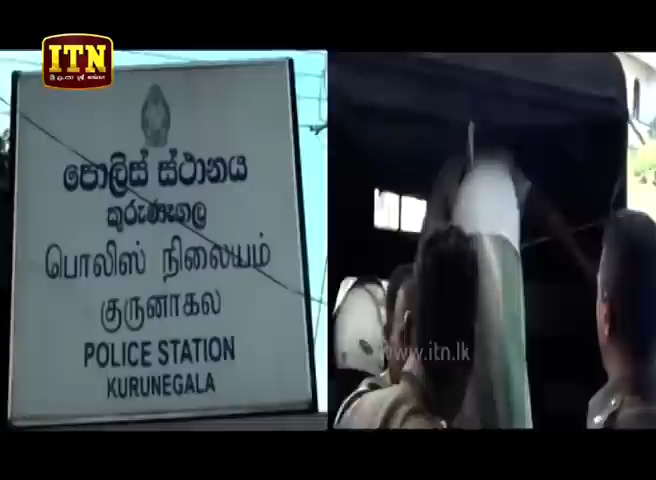 ITN
පොලිස් ස්ථානය
කුරුණෑගල
பொலிஸ் நிலையம்
குருனாகல
POLICE STATION
KURUNEGALA
www.itn.lk